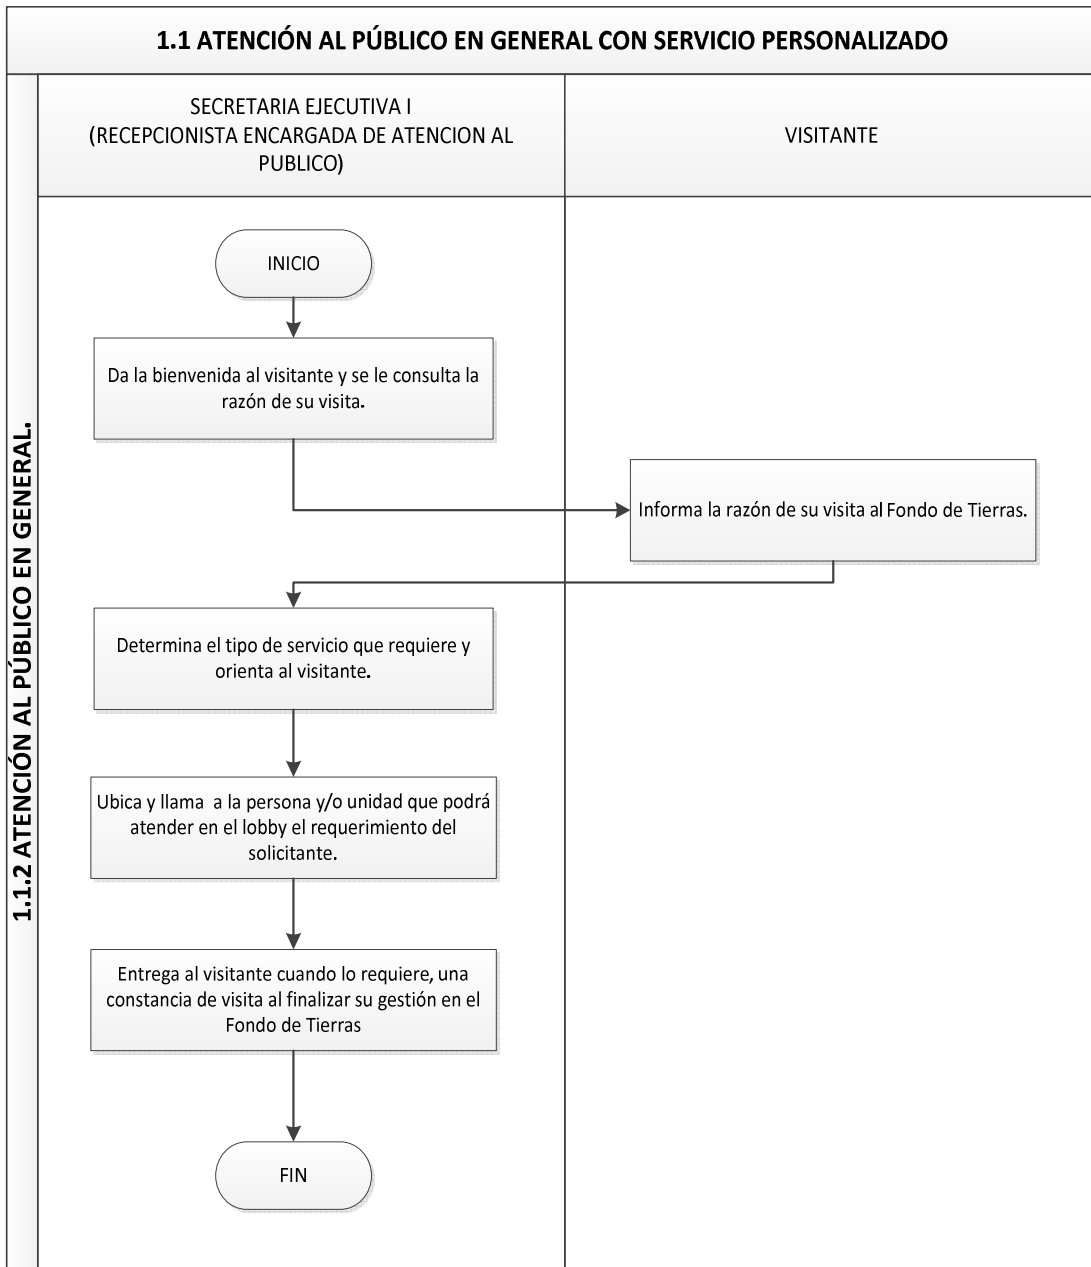 1.1 ATENCIÓN AL PÚBLICO EN GENERAL CON SERVICIO PERSONALIZADO
SECRETARIA EJECUTIVA I
(RECEPCIONISTA ENCARGADA DE ATENCION AL
PUBLICO)
VISITANTE
1.1.2 ATENCIÓN AL PÚBLICO EN GENERAL.
INICIO
Da la bienvenida al visitante y se le consulta la
razón de su visita.
Informa la razón de su visita al Fondo de Tierras.
Determina el tipo de servicio que requiere y
orienta al visitante.
Ubica y llama a la persona y/o unidad que podrá
atender en el lobby el requerimiento del
solicitante.
Entrega al visitante cuando lo requiere, una
constancia de visita al finalizar su gestión en el
Fondo de Tierras
FIN